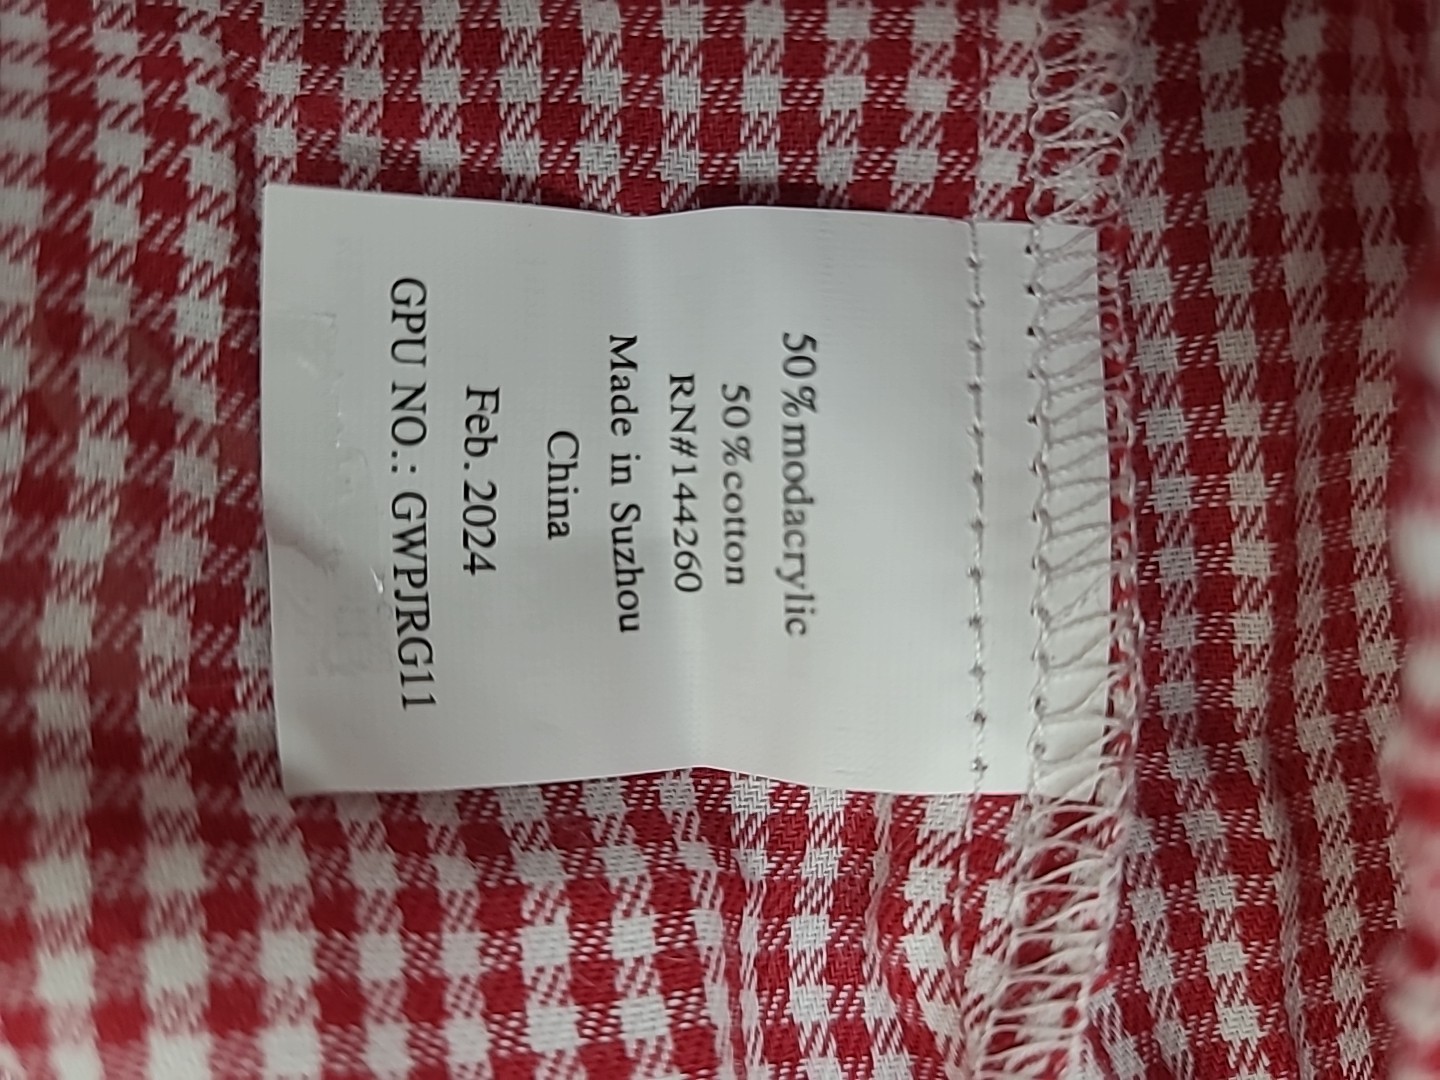 50%modacrylic
50%cotton
RN#144260
Made in Suzhou
China
Feb. 2024
GPU NO.: GWPJRG11